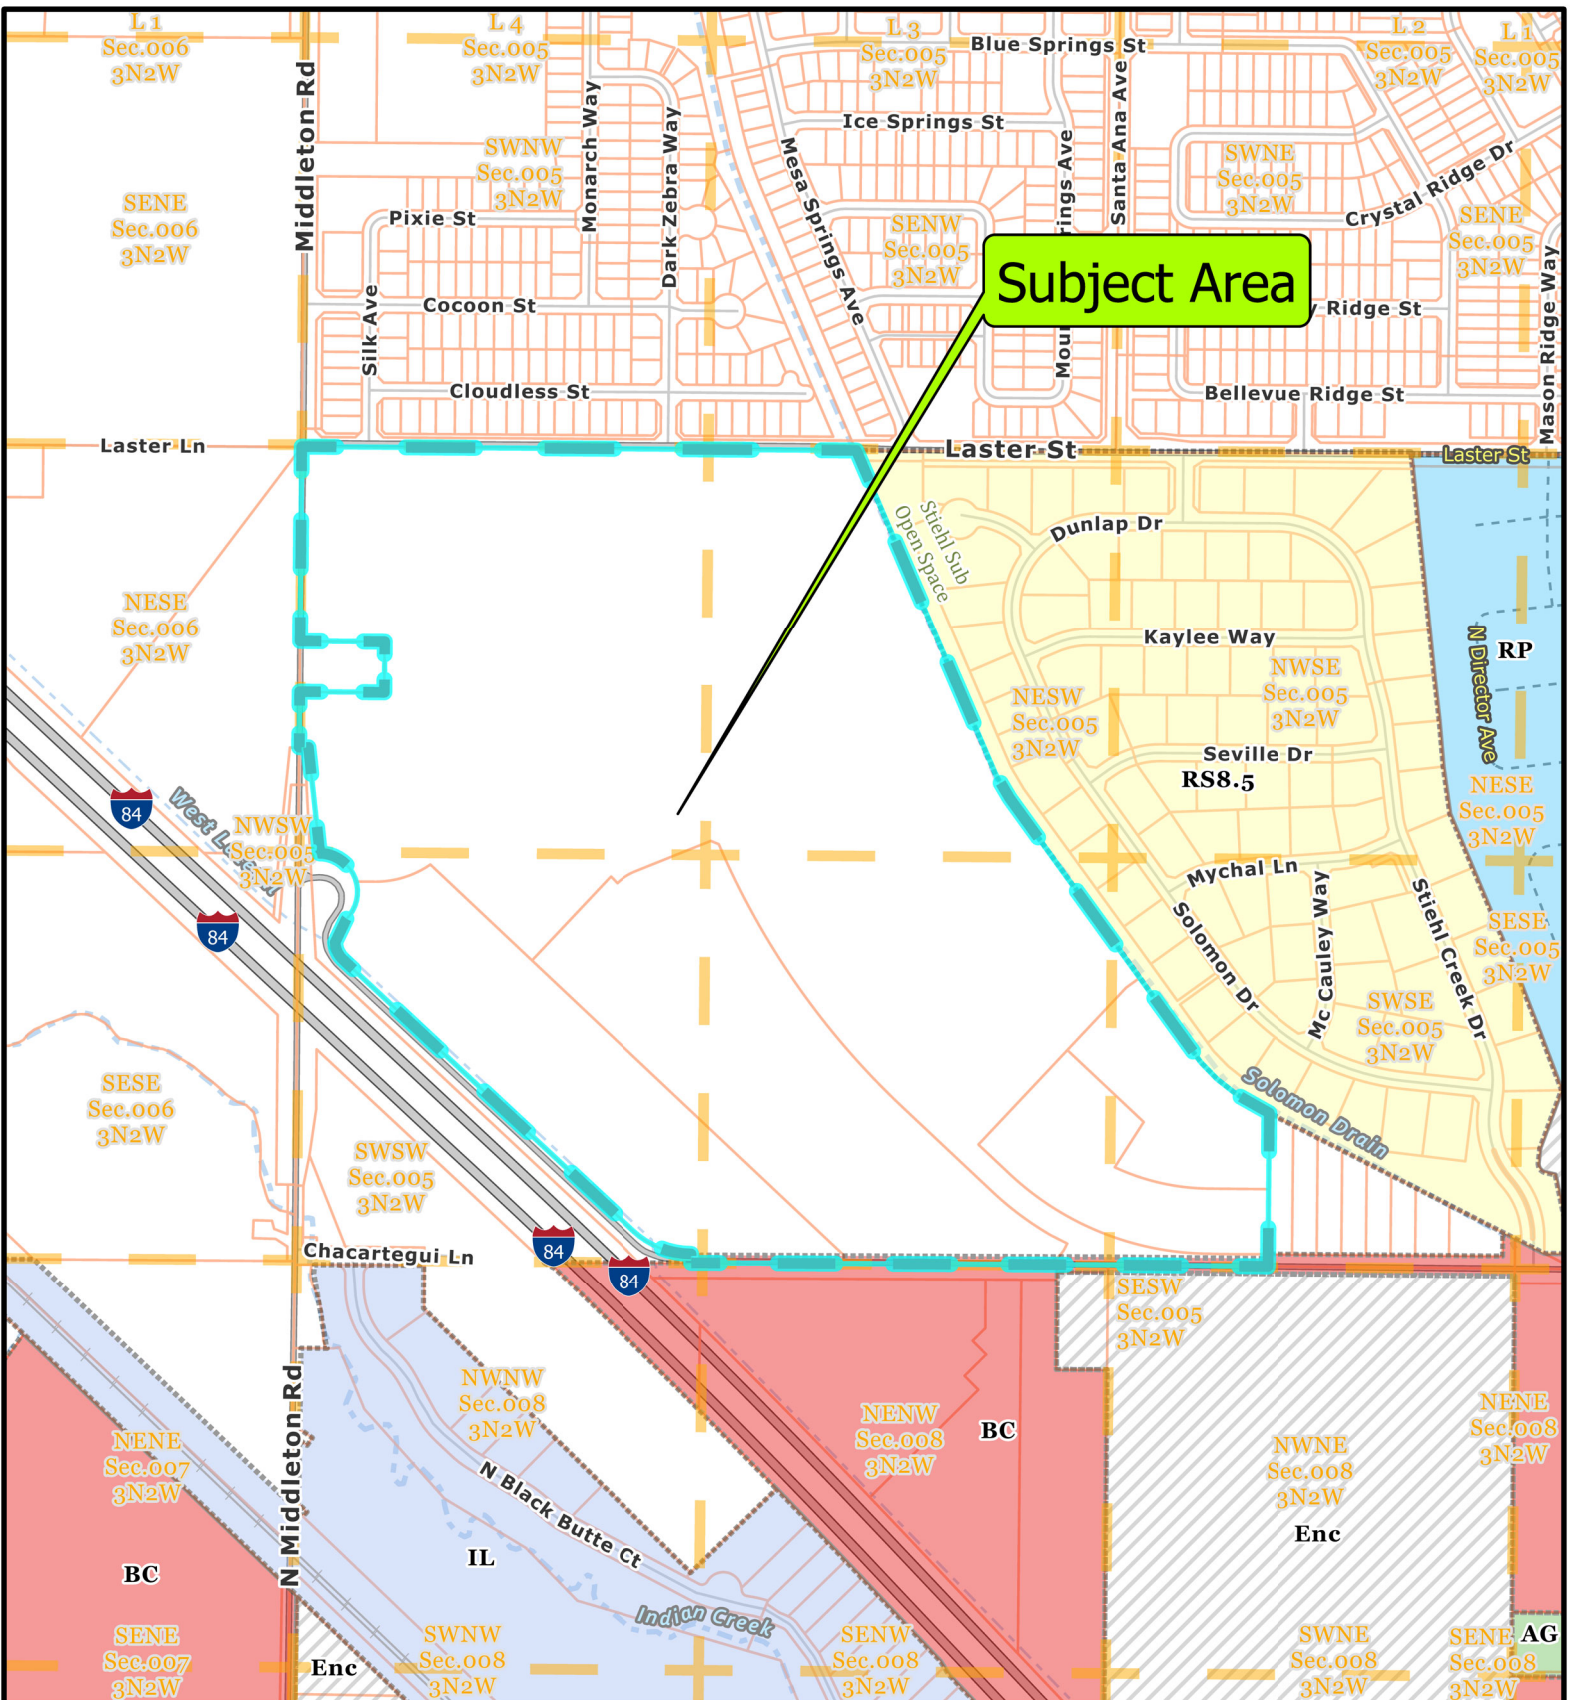 L 1
Sec.006
3N2W
L 4
Sec.005
3N2W
L 3
Sec.005
3N2W
Blue Springs St
L 2
Sec.005
3N2W
L 1
Sec.005
3N2W
Middleton Rd
Monarch Way
Dark Zebra Way
Mesa Springs Ave
Ice Springs St
Santa Ana Ave
SWNW
Sec.005
3N2W
SWNE
Sec.005
3N2W
Crystal Ridge Dr
SENE
Sec.006
3N2W
Pixie St
SENW
Sec.005
3N2W
SENE
Sec.005
3N2W
Mason Ridge Way
Subject Area
Silk Ave
Cocoon St
Ridge St
Cloudless St
Bellevue Ridge St
Laster Ln
Laster St
Laster St
Stiehl Sub
Open Space
Dunlap Dr
NESE
Sec.006
3N2W
Kaylee Way
N Director Ave
RP
NESW
Sec.005
3N2W
NWSE
Sec.005
3N2W
Seville Dr
RS8.5
NESE
Sec.005
3N2W
84
NWSW
Sec.005
3N2W
84
Mychal Ln
Solomon Dr
Mc Cauley Way
Stiehl Creek Dr
SESE
Sec.005
3N2W
SWSE
Sec.005
3N2W
SESE
Sec.006
3N2W
Solomon Drain
SWSW
Sec.005
3N2W
Chacartegui Ln
84
84
SESW
Sec.005
3N2W
N Middleton Rd
NWNW
Sec.008
3N2W
NENW
Sec.008
3N2W
BC
NENE
Sec.008
3N2W
NENE
Sec.007
3N2W
NWNE
Sec.008
3N2W
N Black Butte Ct
Enc
IL
BC
Indian Creek
SENE
Sec.007
3N2W
Enc
SWNW
Sec.008
3N2W
SENW
Sec.008
3N2W
SWNE
Sec.008
3N2W
SENE
Sec.008
3N2W
AG